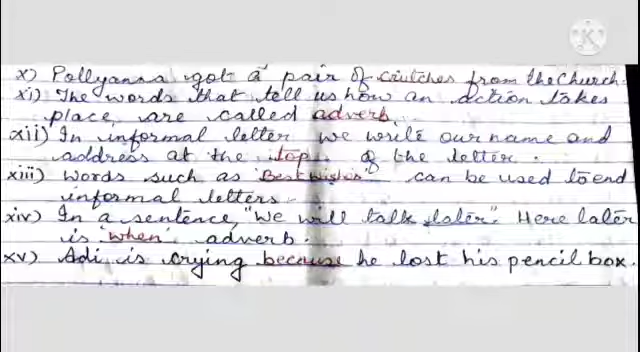 x) Pollyanna got a pair of crutches from the Church.
xi) The words that tell us how an action takes
place, are called adverb.
xii) In informal letter we write our name and
address at the top of the letter.
xiii) Words such as Best wishes can be used to end
informal letters.
xiv) In a sentence, "We will talk later". Here later
is 'when' adverb.
xv) Adi is crying because he lost his pencil box.